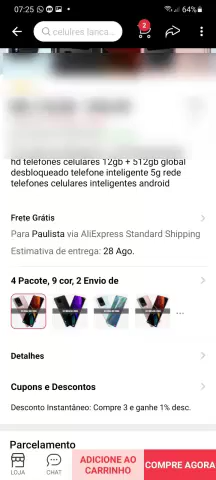 07:25
64%
celulres lanca...
2
hd telefones celulares 12gb + 512gb global
desbloqueado telefone inteligente 5g rede
telefones celulares inteligentes android
Frete Grátis
Para Paulista via AliExpress Standard Shipping
Estimativa de entrega: 28 Ago.
4 Pacote, 9 cor, 2 Envio de
...
Detalhes
Cupons e Descontos
Desconto Instantâneo: Compre 3 e ganhe 1% desc.
Parcelamento
LOJA
CHAT
ADICIONE AO
CARRINHO
COMPRE AGORA